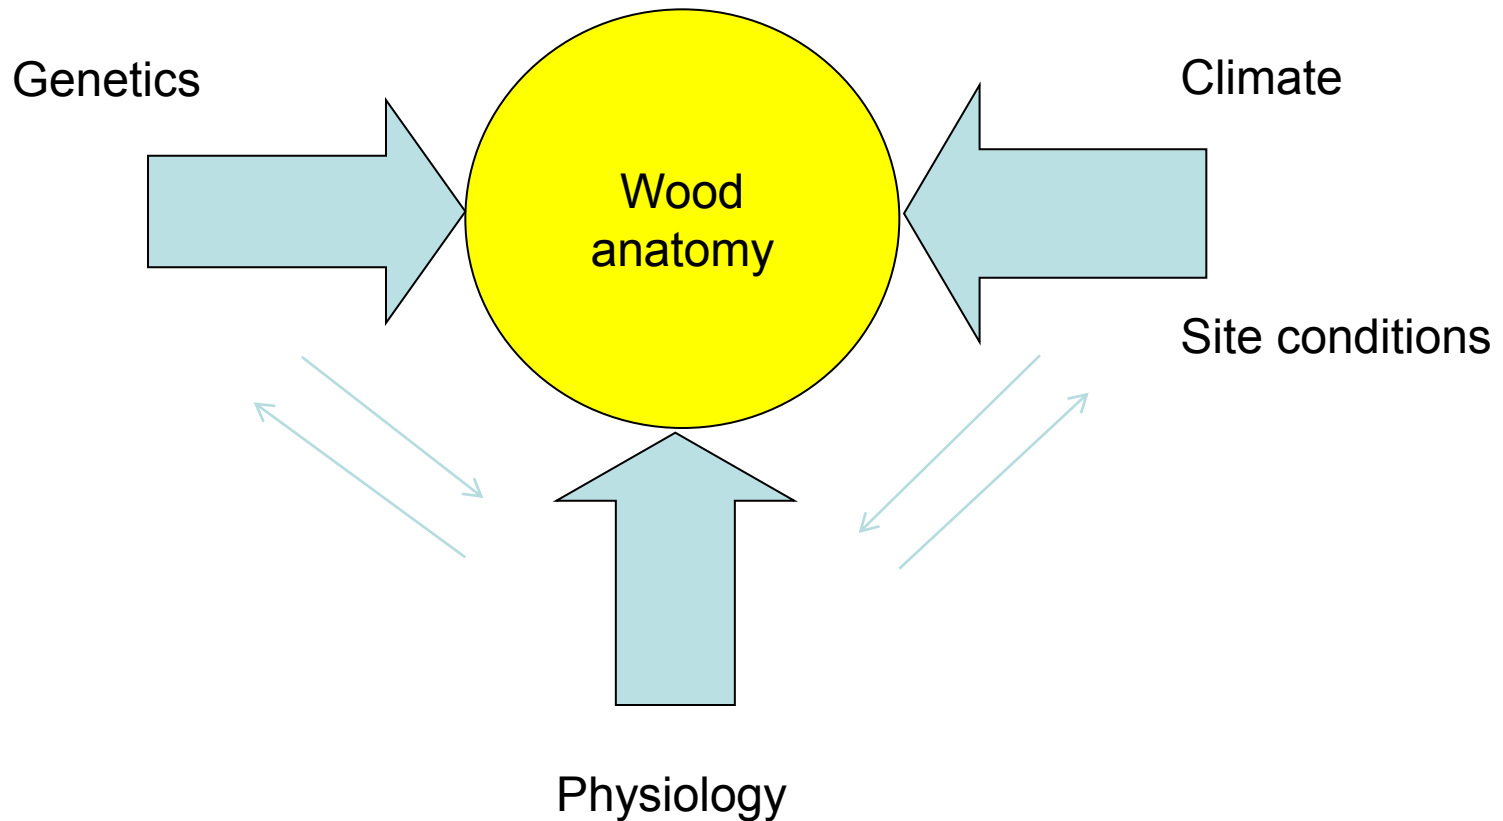 Genetics
Climate
Wood
anatomy
Site conditions
Physiology